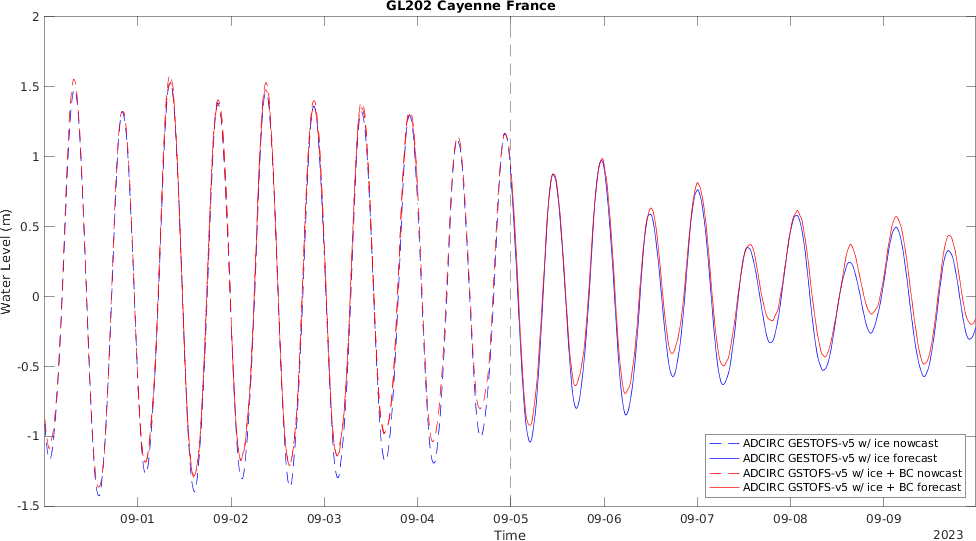 GL202 Cayenne France
2
1.5
1
0.5
0
-0.5
-1
-1.5
Water Level (m)
09-01 09-02 09-03 09-04 09-05 09-06 09-07 09-08 09-09
Time
2023
ADCIRC GESTOFS-v5 w/ ice nowcast
ADCIRC GESTOFS-v5 w/ ice forecast
ADCIRC GSTOFS-v5 w/ ice + BC nowcast
ADCIRC GSTOFS-v5 w/ ice + BC forecast